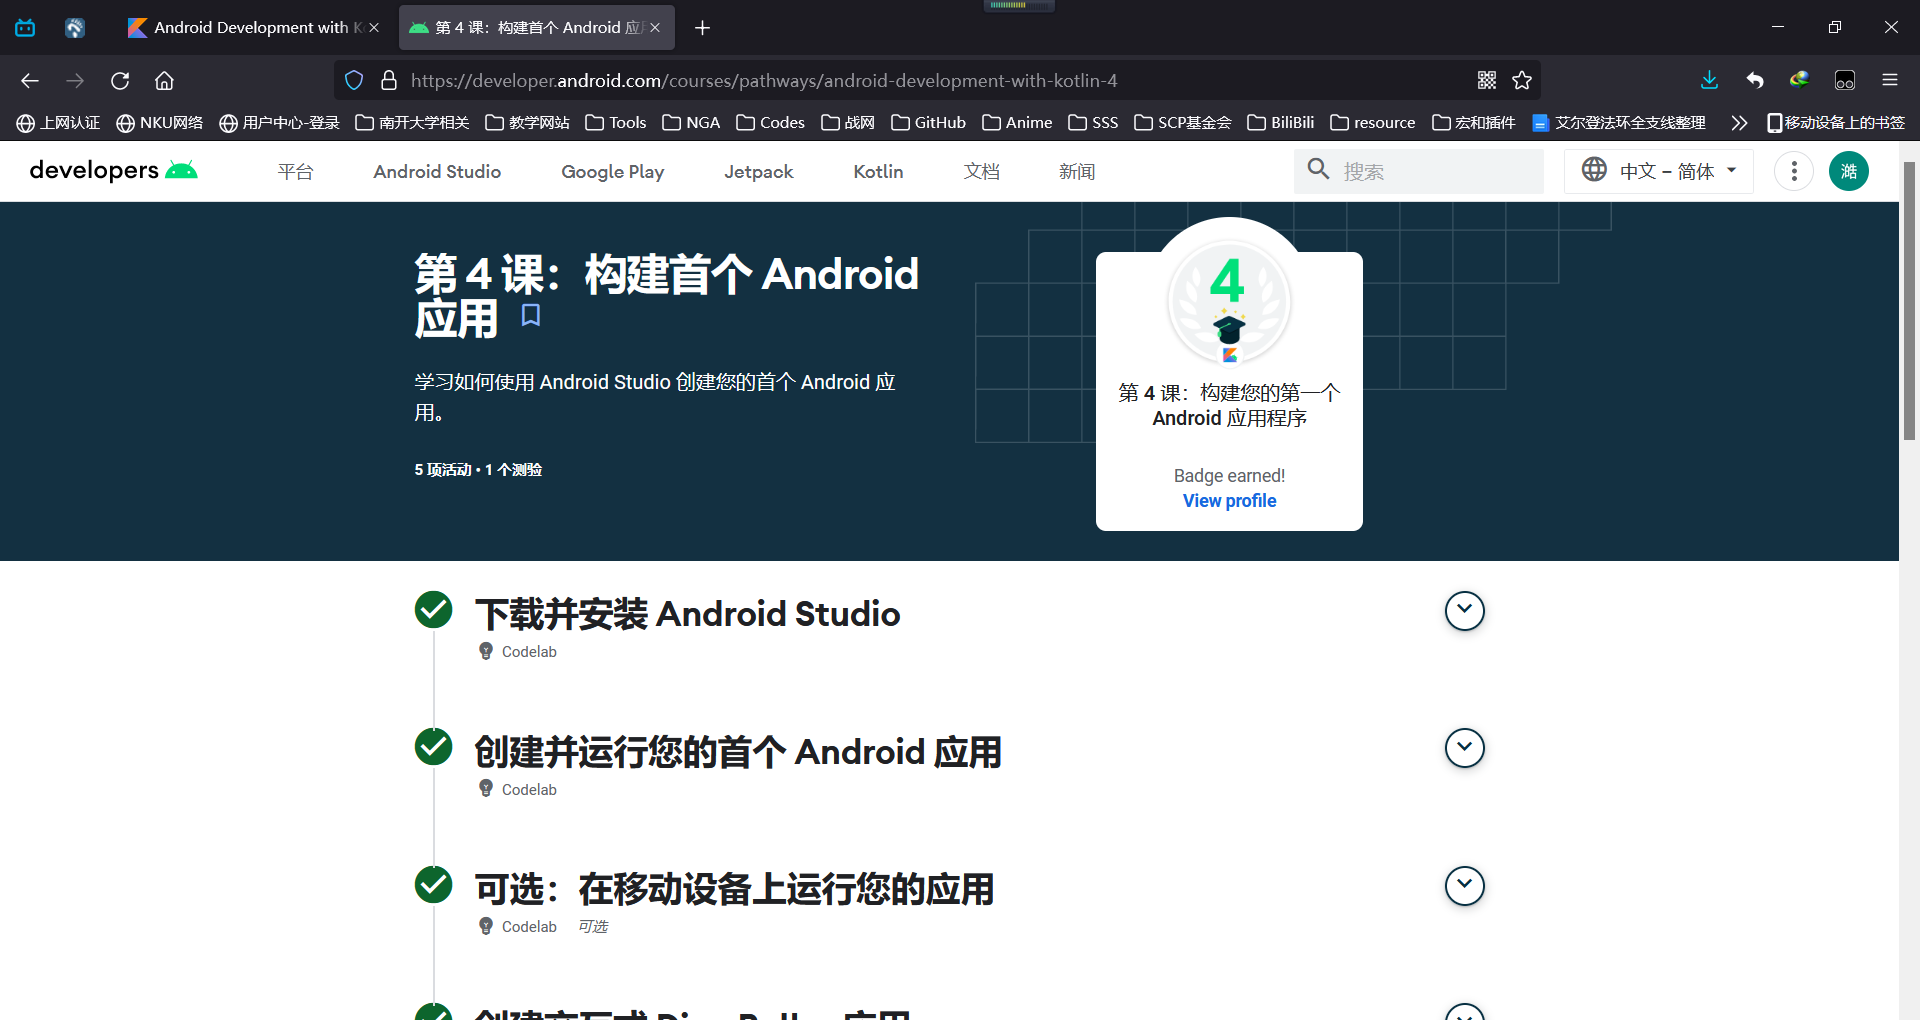 Android Development with K
第 4 课：构建首个 Android 应
https://developer.android.com/courses/pathways/android-development-with-kotlin-4
上网认证 NKU网络 用户中心-登录 南开大学相关 教学网站 Tools NGA Codes 战网 GitHub Anime SSS SCP基金会 BiliBili resource 宏和插件 艾尔登法环全支线整理 移动设备上的书签
developers 平台 Android Studio Google Play Jetpack Kotlin 文档 新闻 搜索 中文 – 简体 澔
第 4 课：构建首个 Android
应用
学习如何使用 Android Studio 创建您的首个 Android 应
用。
5 项活动 • 1 个测验
4
第 4 课：构建您的第一个
Android 应用程序
Badge earned!
View profile
下载并安装 Android Studio
Codelab
创建并运行您的首个 Android 应用
Codelab
可选：在移动设备上运行您的应用
Codelab 可选
创建交互式 Dice Roller 应用